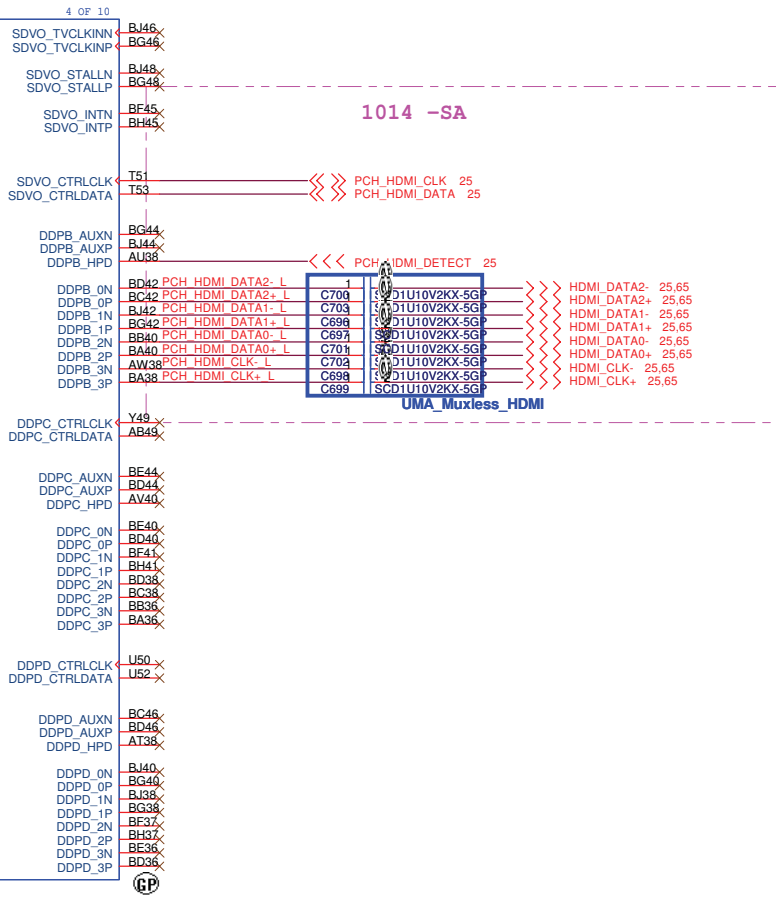 4 OF 10
SDVO_TVCLKINN BJ46
SDVO_TVCLKINP BG46
SDVO_STALLN BJ48
SDVO_STALLP BG48
1014 -SA
SDVO_INTN BF45
SDVO_INTP BH45
SDVO_CTRLCLK T51 PCH_HDMI_CLK 25
SDVO_CTRLDATA T53 PCH_HDMI_DATA 25
DDPB_AUXN BG44
DDPB_AUXP BJ44
DDPB_HPD AU38 PCH_HDMI_DETECT 25
DDPB_0N BD42 PCH_HDMI_DATA2-_L 1 HDMI_DATA2- 25,65
DDPB_0P BC42 PCH_HDMI_DATA2+_L C700 SCD1U10V2KX-5GP HDMI_DATA2+ 25,65
DDPB_1N BJ42 PCH_HDMI_DATA1-_L C703 SCD1U10V2KX-5GP HDMI_DATA1- 25,65
DDPB_1P BG42 PCH_HDMI_DATA1+_L C696 SCD1U10V2KX-5GP HDMI_DATA1+ 25,65
DDPB_2N BB40 PCH_HDMI_DATA0-_L C697 SCD1U10V2KX-5GP HDMI_DATA0- 25,65
DDPB_2P BA40 PCH_HDMI_DATA0+_L C701 SCD1U10V2KX-5GP HDMI_DATA0+ 25,65
DDPB_3N AW38 PCH_HDMI_CLK-_L C702 SCD1U10V2KX-5GP HDMI_CLK- 25,65
DDPB_3P BA38 PCH_HDMI_CLK+_L C698 SCD1U10V2KX-5GP HDMI_CLK+ 25,65
C699 SCD1U10V2KX-5GP
UMA_Muxless_HDMI
DDPC_CTRLCLK Y49
DDPC_CTRLDATA AB49
DDPC_AUXN BE44
DDPC_AUXP BD44
DDPC_HPD AV40
DDPC_0N BE40
DDPC_0P BD40
DDPC_1N BF41
DDPC_1P BH41
DDPC_2N BD38
DDPC_2P BC38
DDPC_3N BB36
DDPC_3P BA36
DDPD_CTRLCLK U50
DDPD_CTRLDATA U52
DDPD_AUXN BC46
DDPD_AUXP BD46
DDPD_HPD AT38
DDPD_0N BJ40
DDPD_0P BG40
DDPD_1N BJ38
DDPD_1P BG38
DDPD_2N BF37
DDPD_2P BH37
DDPD_3N BE36
DDPD_3P BD36
GP